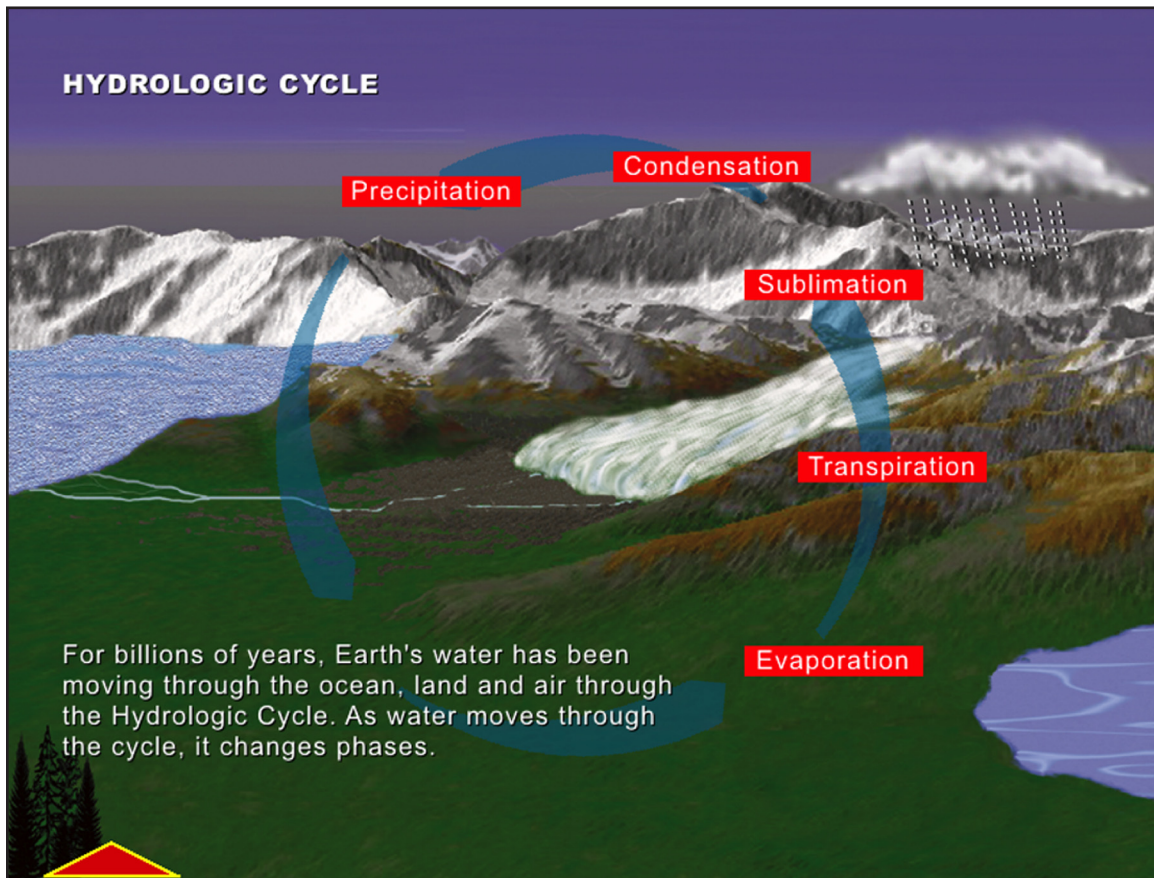 HYDROLOGIC CYCLE
Condensation
Precipitation
Sublimation
Transpiration
Evaporation
For billions of years, Earth's water has been
moving through the ocean, land and air through
the Hydrologic Cycle. As water moves through
the cycle, it changes phases.